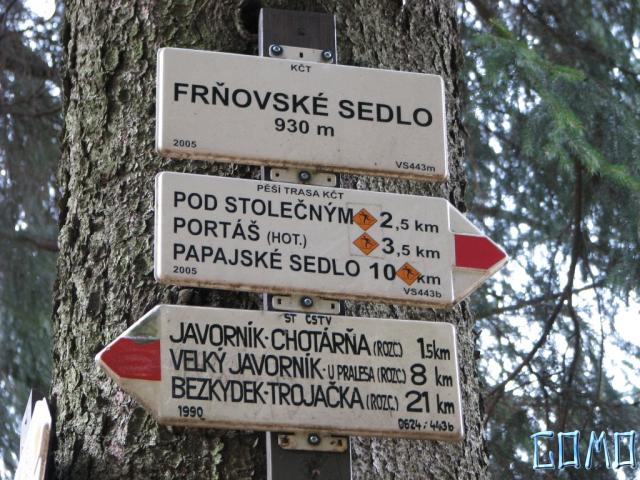 KČT
FRŇOVSKÉ SEDLO
930 m
2005 VS443m
PĚŠÍ TRASA KČT
POD STOLEČNÝM 2,5 km
PORTÁŠ (HOT.) 3,5 km
PAPAJSKÉ SEDLO 10 km
2005 VS443b
ST ČSTV
JAVORNÍK-CHOTÁRŇA (ROZC.) 1,5 km
VELKÝ JAVORNÍK-U PRALESA (ROZC.) 8 km
BEZKYDEK-TROJAČKA (ROZC.) 21 km
1990 0624/443b
COMO